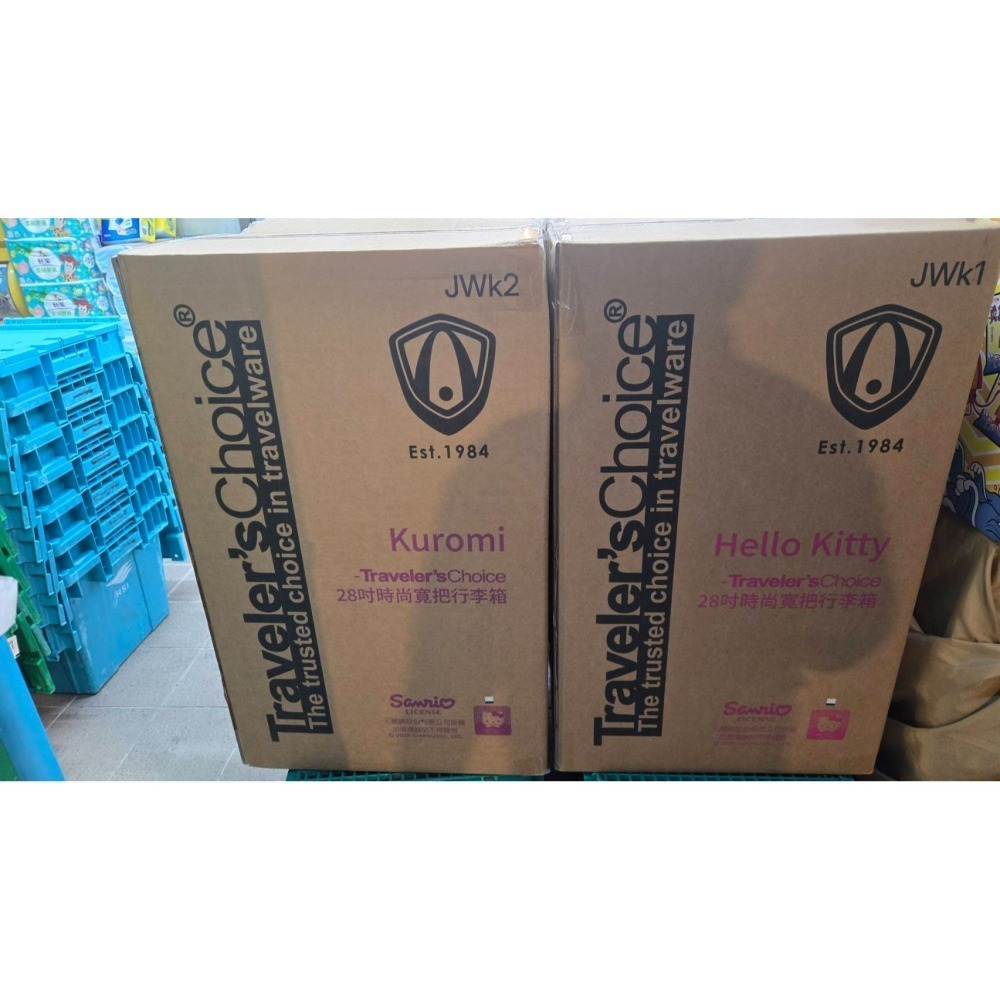 JWk2
Traveler'sChoice®
The trusted choice in travelware
Est.1984
Kuromi
-Traveler'sChoice
28吋時尚寬把行李箱
Sanrio
LICENSE
JWk1
Traveler'sChoice®
The trusted choice in travelware
Est.1984
Hello Kitty
-Traveler'sChoice
28吋時尚寬把行李箱
Sanrio
LICENSE